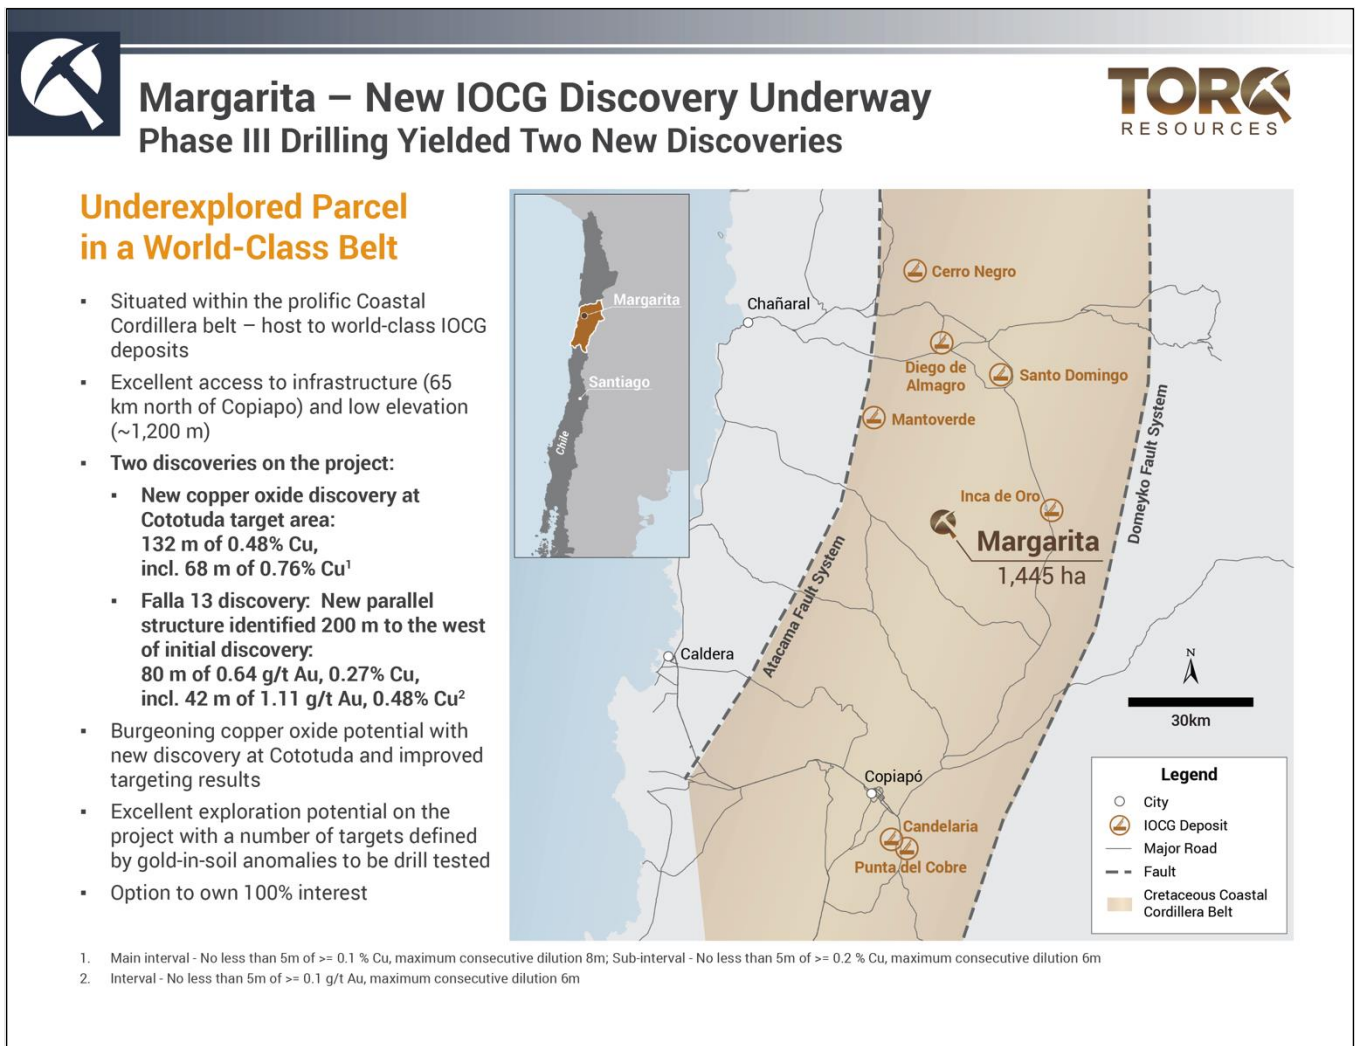 Margarita – New IOCG Discovery Underway
Phase III Drilling Yielded Two New Discoveries
TORQ
RESOURCES
Underexplored Parcel
in a World-Class Belt
▪ Situated within the prolific Coastal
Cordillera belt – host to world-class IOCG
deposits
▪ Excellent access to infrastructure (65
km north of Copiapo) and low elevation
(~1,200 m)
▪ Two discoveries on the project:
▪ New copper oxide discovery at
Cototuda target area:
132 m of 0.48% Cu,
incl. 68 m of 0.76% Cu¹
▪ Falla 13 discovery: New parallel
structure identified 200 m to the west
of initial discovery:
80 m of 0.64 g/t Au, 0.27% Cu,
incl. 42 m of 1.11 g/t Au, 0.48% Cu²
▪ Burgeoning copper oxide potential with
new discovery at Cototuda and improved
targeting results
▪ Excellent exploration potential on the
project with a number of targets defined
by gold-in-soil anomalies to be drill tested
▪ Option to own 100% interest
Margarita
Santiago
Chile
Cerro Negro
Chañaral
Diego de
Almagro
Santo Domingo
Mantoverde
Inca de Oro
Margarita
1,445 ha
Domeyko Fault System
Atacama Fault System
Caldera
Copiapó
Candelaria
Punta del Cobre
N
30km
Legend
City
IOCG Deposit
Major Road
Fault
Cretaceous Coastal
Cordillera Belt
1. Main interval - No less than 5m of >= 0.1 % Cu, maximum consecutive dilution 8m; Sub-interval - No less than 5m of >= 0.2 % Cu, maximum consecutive dilution 6m
2. Interval - No less than 5m of >= 0.1 g/t Au, maximum consecutive dilution 6m